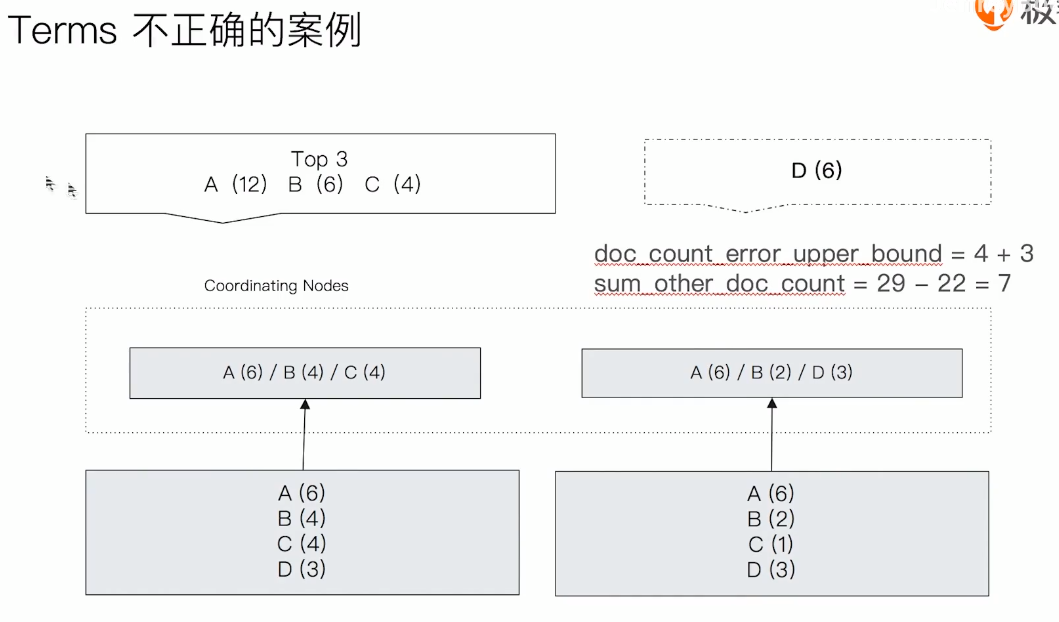 Terms 不正确的案例
极
Top 3
A (12) B (6) C (4)
D (6)
doc_count_error_upper_bound = 4 + 3
sum_other_doc_count = 29 - 22 = 7
Coordinating Nodes
A (6) / B (4) / C (4)
A (6) / B (2) / D (3)
A (6)
B (4)
C (4)
D (3)
A (6)
B (2)
C (1)
D (3)